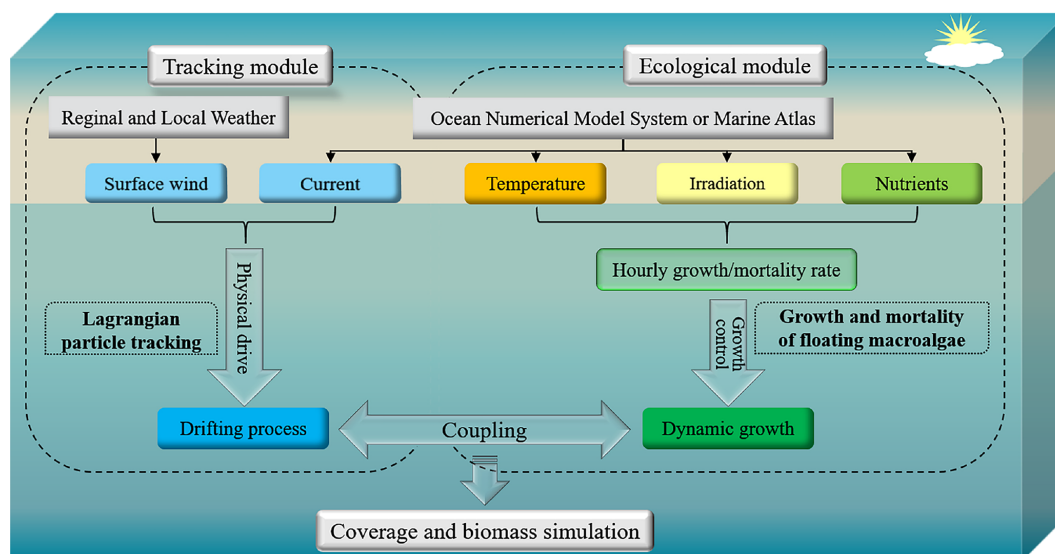 Tracking module
Ecological module
Reginal and Local Weather
Ocean Numerical Model System or Marine Atlas
Surface wind
Current
Temperature
Irradiation
Nutrients
Hourly growth/mortality rate
Physical drive
Lagrangian
particle tracking
Growth
control
Growth and mortality
of floating macroalgae
Drifting process
Coupling
Dynamic growth
Coverage and biomass simulation